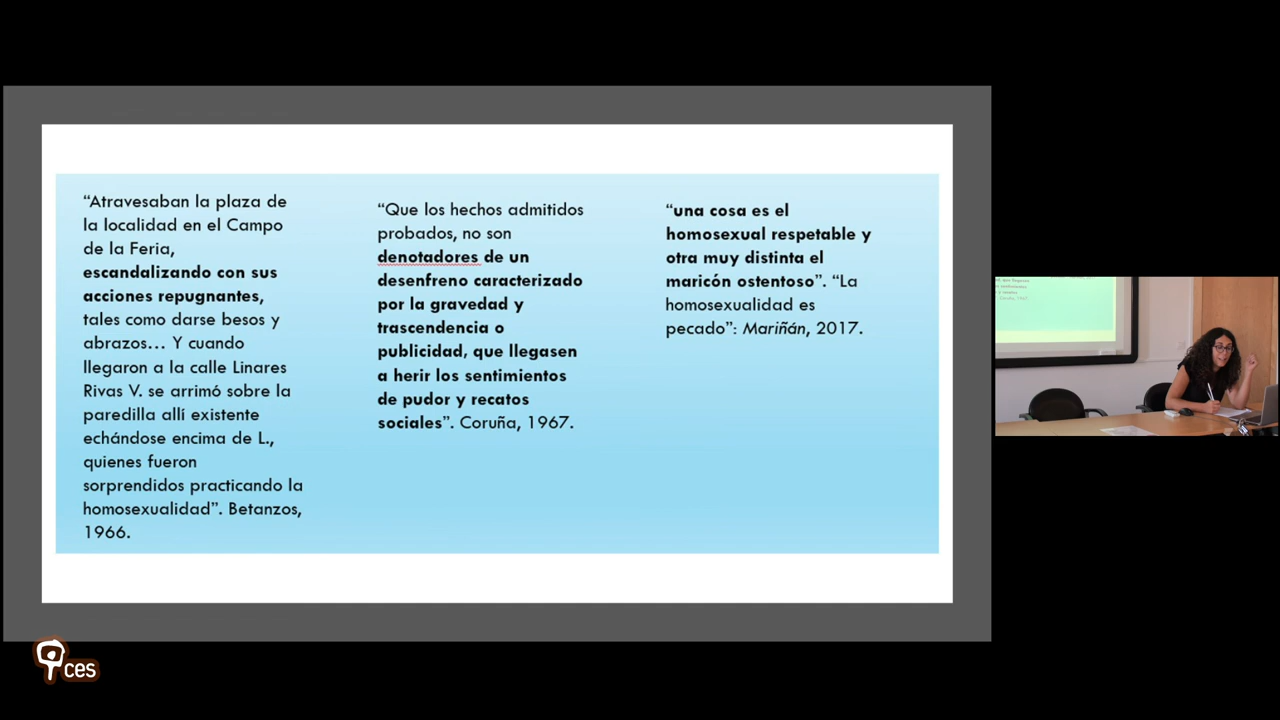 “Atravesaban la plaza de
la localidad en el Campo
de la Feria,
escandalizando con sus
acciones repugnantes,
tales como darse besos y
abrazos… Y cuando
llegaron a la calle Linares
Rivas V. se arrimó sobre la
paredilla allí existente
echándose encima de L.,
quienes fueron
sorprendidos practicando la
homosexualidad”. Betanzos,
1966.
“Que los hechos admitidos
probados, no son
denotadores de un
desenfreno caracterizado
por la gravedad y
trascendencia o
publicidad, que llegasen
a herir los sentimientos
de pudor y recatos
sociales”. Coruña, 1967.
“una cosa es el
homosexual respetable y
otra muy distinta el
maricón ostentoso”. “La
homosexualidad es
pecado”: Mariñán, 2017.
ces